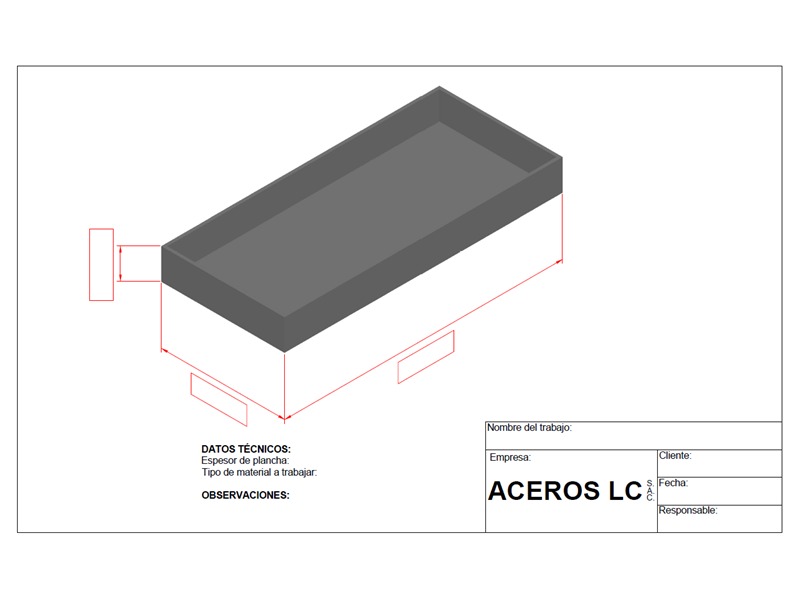 DATOS TÉCNICOS:
Espesor de plancha:
Tipo de material a trabajar:
OBSERVACIONES:
Nombre del trabajo:
Empresa:
ACEROS LC S.A.C.
Cliente:
Fecha:
Responsable: